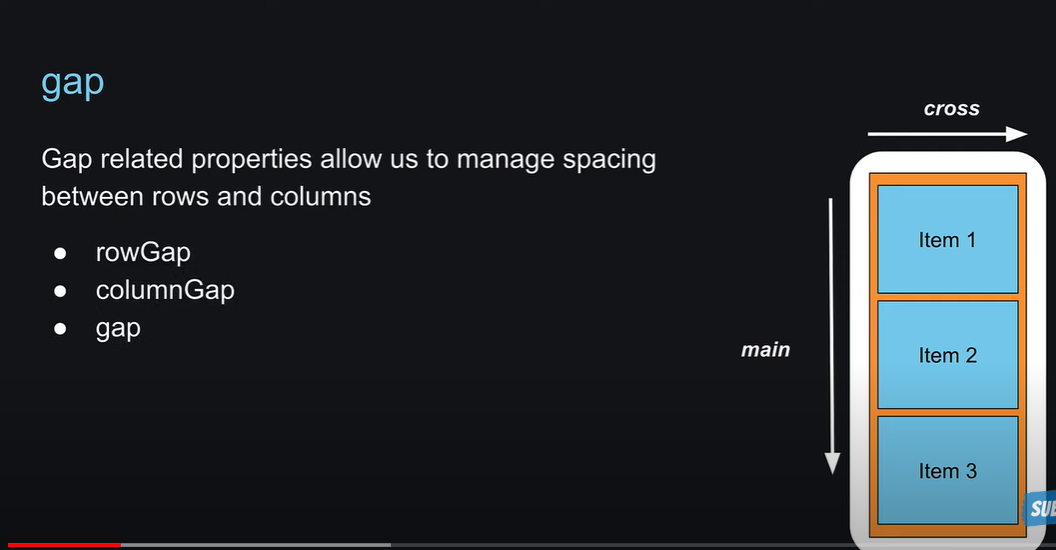 gap
cross
Gap related properties allow us to manage spacing
between rows and columns
● rowGap
● columnGap
● gap
main
Item 1
Item 2
Item 3